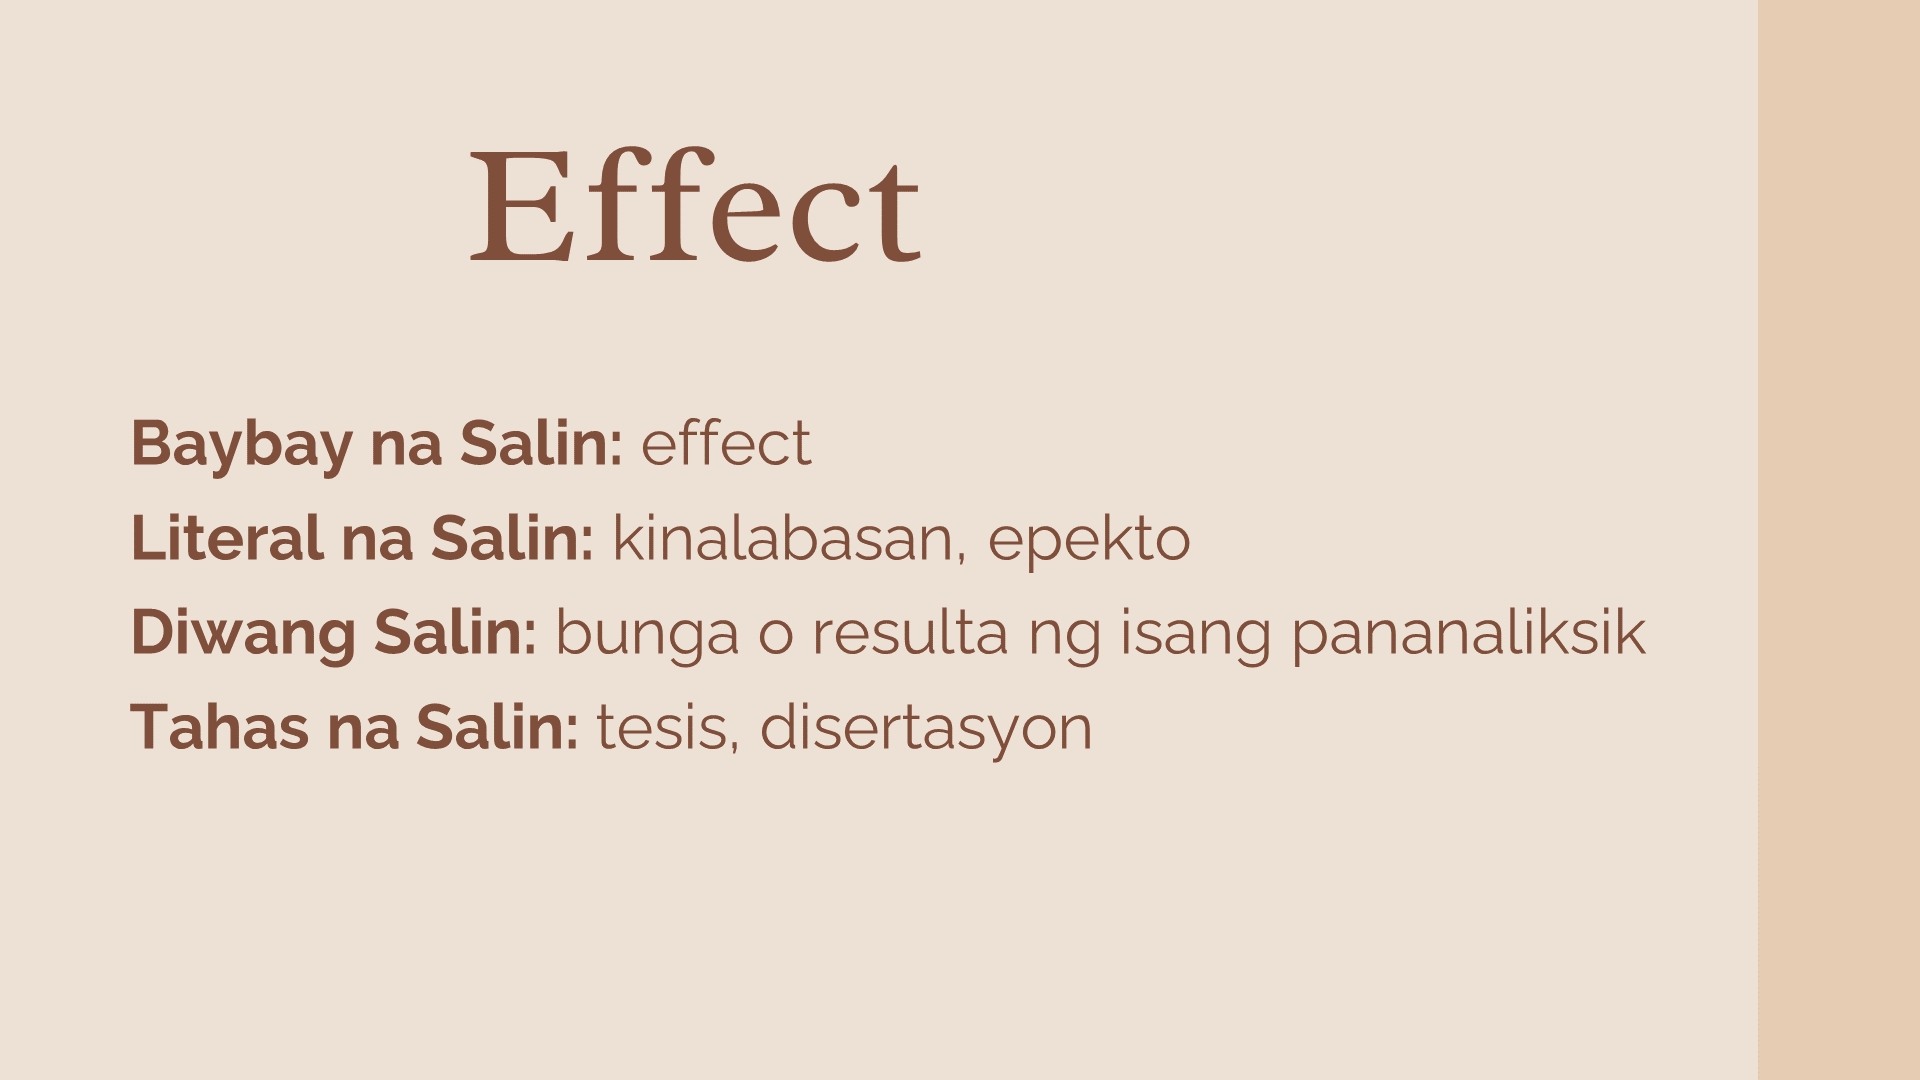 Effect
Baybay na Salin: effect
Literal na Salin: kinalabasan, epekto
Diwang Salin: bunga o resulta ng isang pananaliksik
Tahas na Salin: tesis, disertasyon